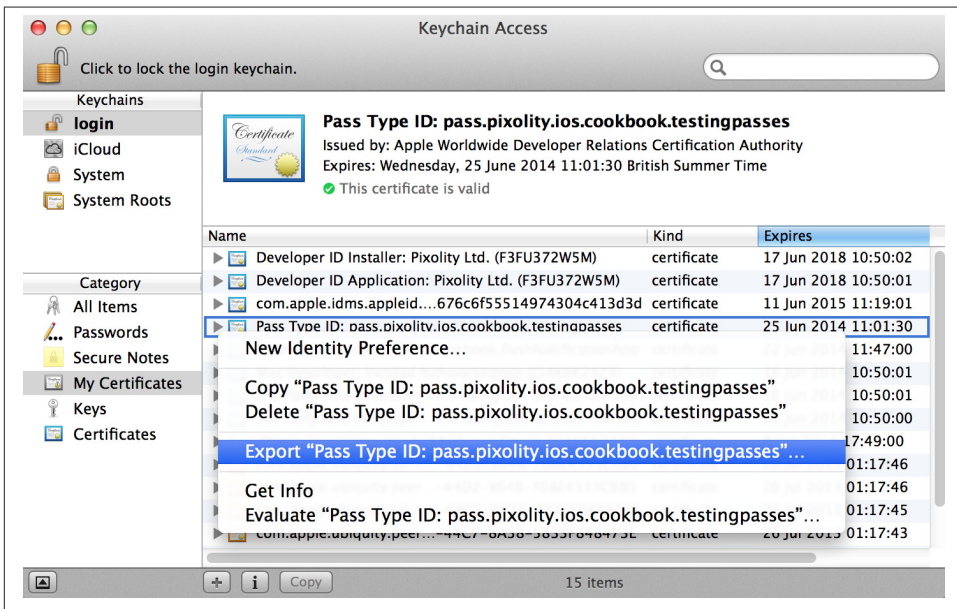 Keychain Access
Click to lock the login keychain.
Keychains
login
iCloud
System
System Roots
Category
All Items
Passwords
Secure Notes
My Certificates
Keys
Certificates
Certificate
Standard
Pass Type ID: pass.pixolity.ios.cookbook.testingpasses
Issued by: Apple Worldwide Developer Relations Certification Authority
Expires: Wednesday, 25 June 2014 11:01:30 British Summer Time
This certificate is valid
Name Kind Expires
Developer ID Installer: Pixolity Ltd. (F3FU372W5M) certificate 17 Jun 2018 10:50:02
Developer ID Application: Pixolity Ltd. (F3FU372W5M) certificate 17 Jun 2018 10:50:01
com.apple.idms.appleid....676c6f55514974304c413d3d certificate 11 Jun 2015 11:19:01
Pass Type ID: pass.pixolity.ios.cookbook.testingpasses certificate 25 Jun 2014 11:01:30
11:47:00
10:50:01
10:50:01
10:50:00
17:49:00
01:17:46
01:17:46
01:17:45
com.apple.ubiquity.peer... certificate 01:17:43
New Identity Preference...
Copy “Pass Type ID: pass.pixolity.ios.cookbook.testingpasses”
Delete “Pass Type ID: pass.pixolity.ios.cookbook.testingpasses”
Export “Pass Type ID: pass.pixolity.ios.cookbook.testingpasses”...
Get Info
Evaluate “Pass Type ID: pass.pixolity.ios.cookbook.testingpasses”...
Copy
15 items